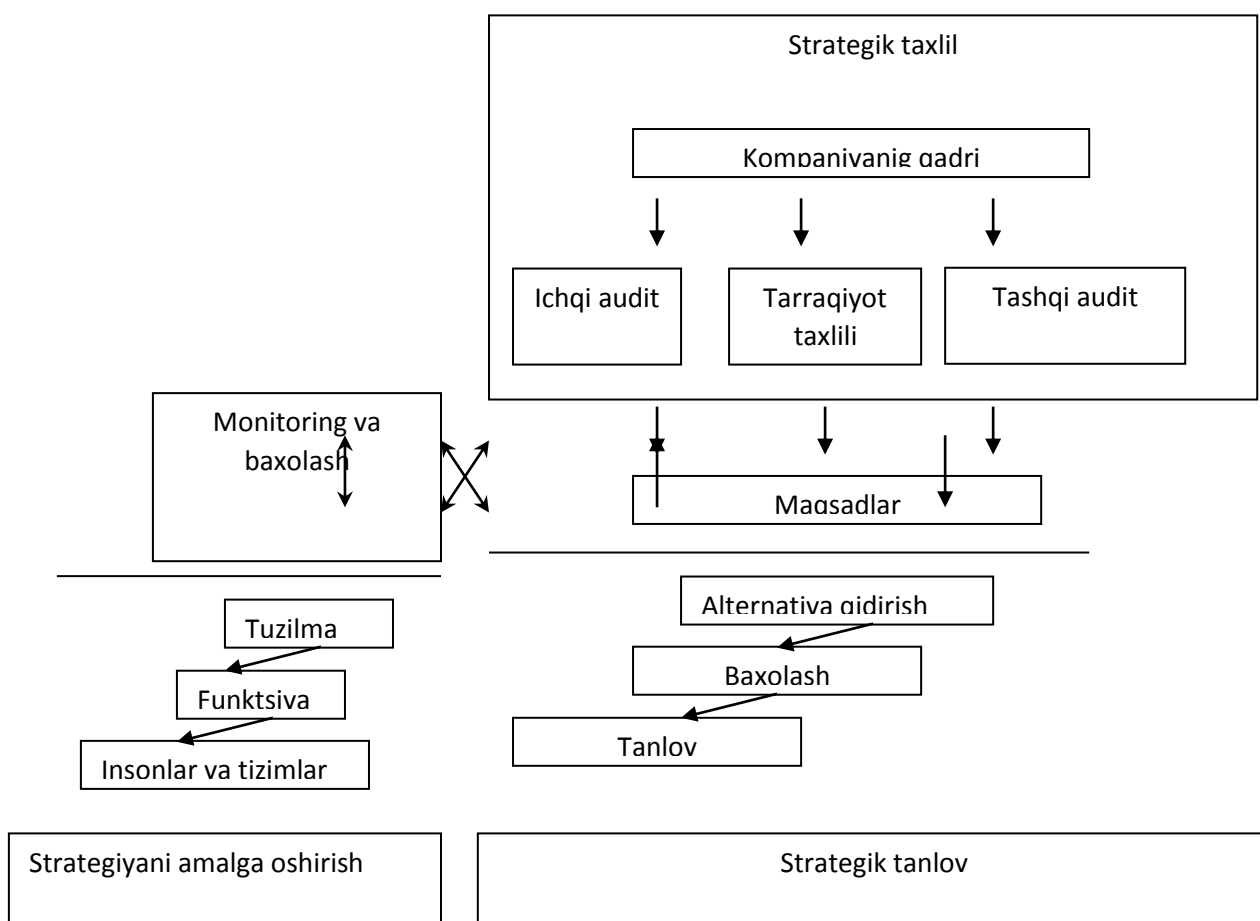 Strategik taxlil
Kompaniyanig qadri
Ichqi audit
Tarraqiyot
taxlili
Tashqi audit
Monitoring va
baxolash
Maqsadlar
Alternativa qidirish
Baxolash
Tanlov
Tuzilma
Funktsiya
Insonlar va tizimlar
Strategiyani amalga oshirish
Strategik tanlov